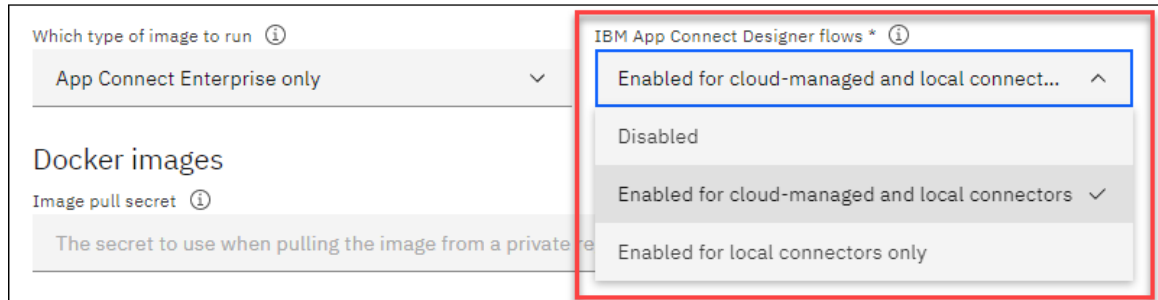 Which type of image to run
IBM App Connect Designer flows *
App Connect Enterprise only
Enabled for cloud-managed and local connect...
Disabled
Docker images
Enabled for cloud-managed and local connectors
Image pull secret
The secret to use when pulling the image from a private
Enabled for local connectors only